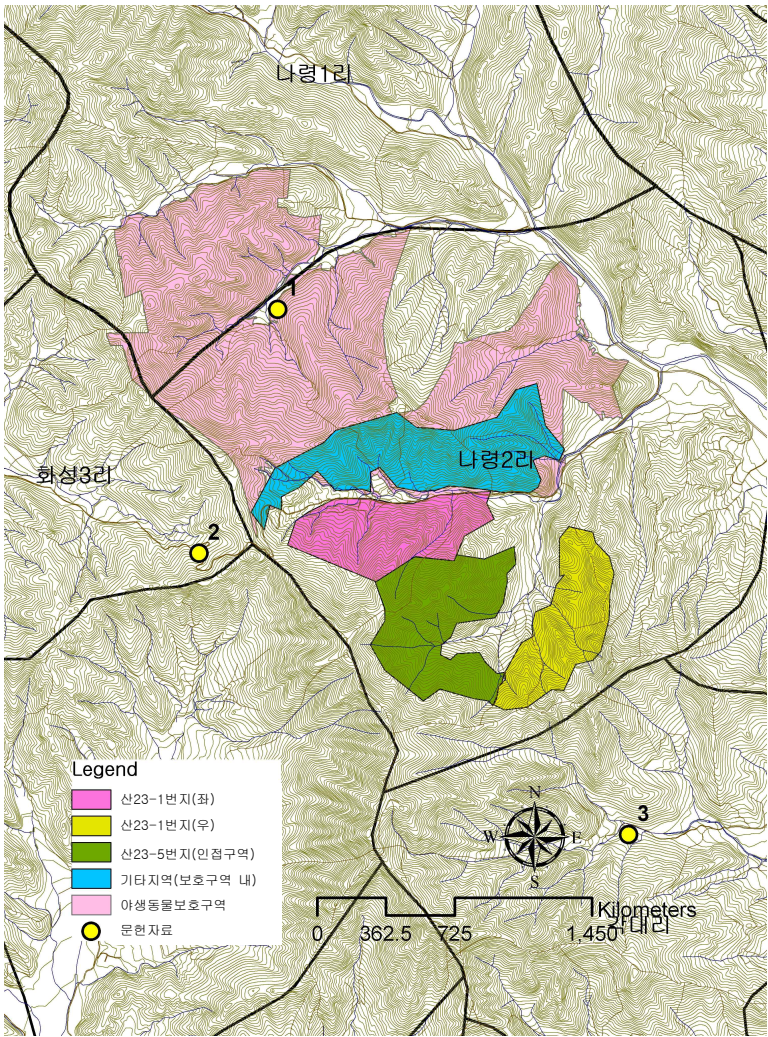 나령1리
1
나령2리
화성3리
2
Legend
산23-1번지(좌)
산23-1번지(우)
산23-5번지(인접구역)
기타지역(보호구역 내)
야생동물보호구역
문헌자료
N
W
E
S
3
Kilometers
0 362.5 725 1,450